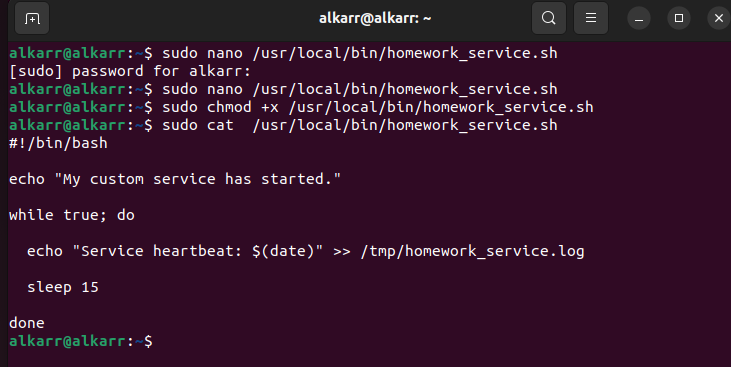 alkarr@alkarr: ~
alkarr@alkarr:~$ sudo nano /usr/local/bin/homework_service.sh
[sudo] password for alkarr:
alkarr@alkarr:~$ sudo nano /usr/local/bin/homework_service.sh
alkarr@alkarr:~$ sudo chmod +x /usr/local/bin/homework_service.sh
alkarr@alkarr:~$ sudo cat  /usr/local/bin/homework_service.sh
#!/bin/bash
echo "My custom service has started."
while true; do
  echo "Service heartbeat: $(date)" >> /tmp/homework_service.log
  sleep 15
done
alkarr@alkarr:~$